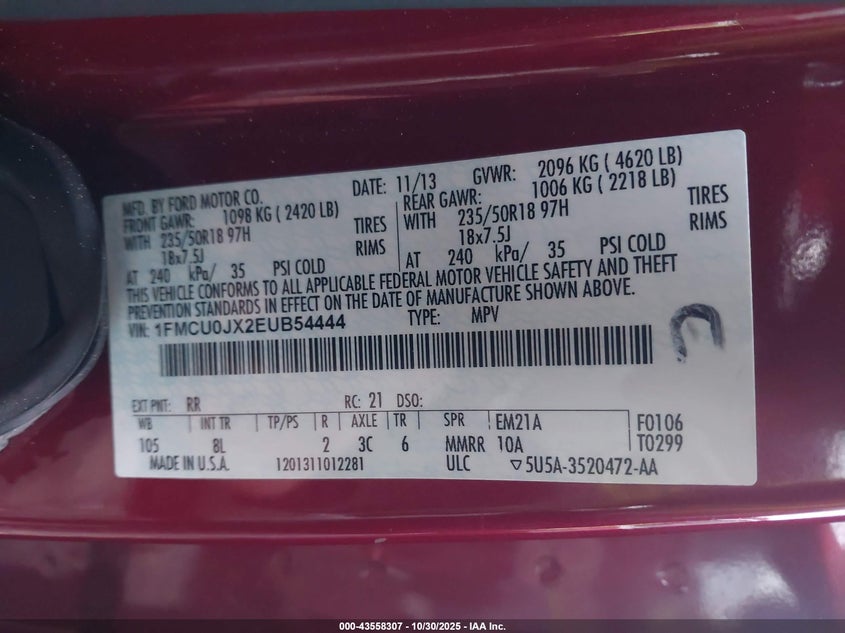 MFD. BY FORD MOTOR CO.
DATE: 11/13 GVWR: 2096 KG ( 4620 LB)
FRONT GAWR: 1098 KG ( 2420 LB)
WITH 235/50R18 97H TIRES
18x7.5J RIMS
AT 240 kPa/ 35 PSI COLD
REAR GAWR: 1006 KG ( 2218 LB)
WITH 235/50R18 97H TIRES
18x7.5J RIMS
AT 240 kPa/ 35 PSI COLD
THIS VEHICLE CONFORMS TO ALL APPLICABLE FEDERAL MOTOR VEHICLE SAFETY AND THEFT
PREVENTION STANDARDS IN EFFECT ON THE DATE OF MANUFACTURE SHOWN ABOVE.
VIN: 1FMCU0JX2EUB54444 TYPE: MPV
EXT PNT: RR RC: 21 DSO:
WB INT TR TP/PS R AXLE TR SPR EM21A F0106
105 8L 2 3C 6 MMRR 10A T0299
MADE IN U.S.A. 1201311012281 ULC ▽5U5A-3520472-AA
000-43558307 - 10/30/2025 - IAA Inc.